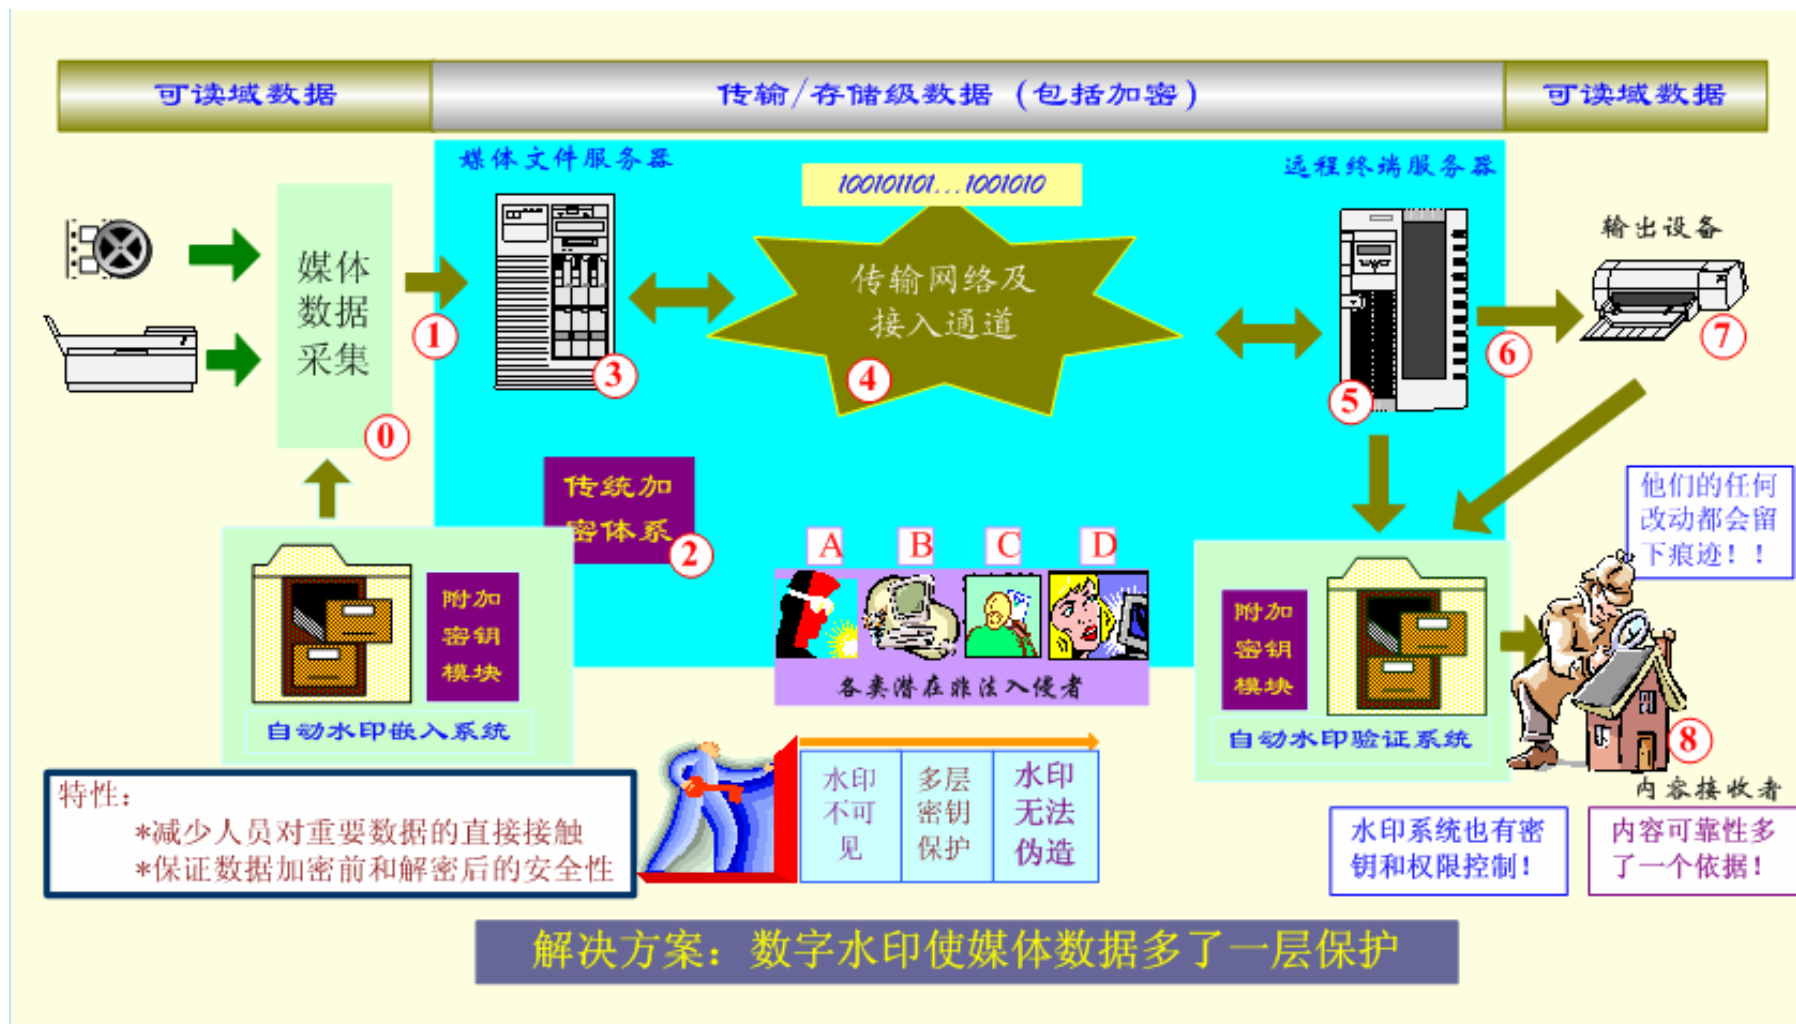 可读域数据
传输/存储级数据（包括加密）
可读域数据
媒体文件服务器
100101101...1001010
远程终端服务器
输出设备
媒体
数据
采集
传输网络及
接入通道
1
3
4
5
6
7
0
传统加
密体系
2
他们的任何
改动都会留
下痕迹！！
A
B
C
D
附加
密钥
模块
附加
密钥
模块
各类潜在非法入侵者
自动水印嵌入系统
自动水印验证系统
8
内容接收者
特性：
*减少人员对重要数据的直接接触
*保证数据加密前和解密后的安全性
水印
不可
见
多层
密钥
保护
水印
无法
伪造
水印系统也有密
钥和权限控制！
内容可靠性多
了一个依据！
解决方案：数字水印使媒体数据多了一层保护